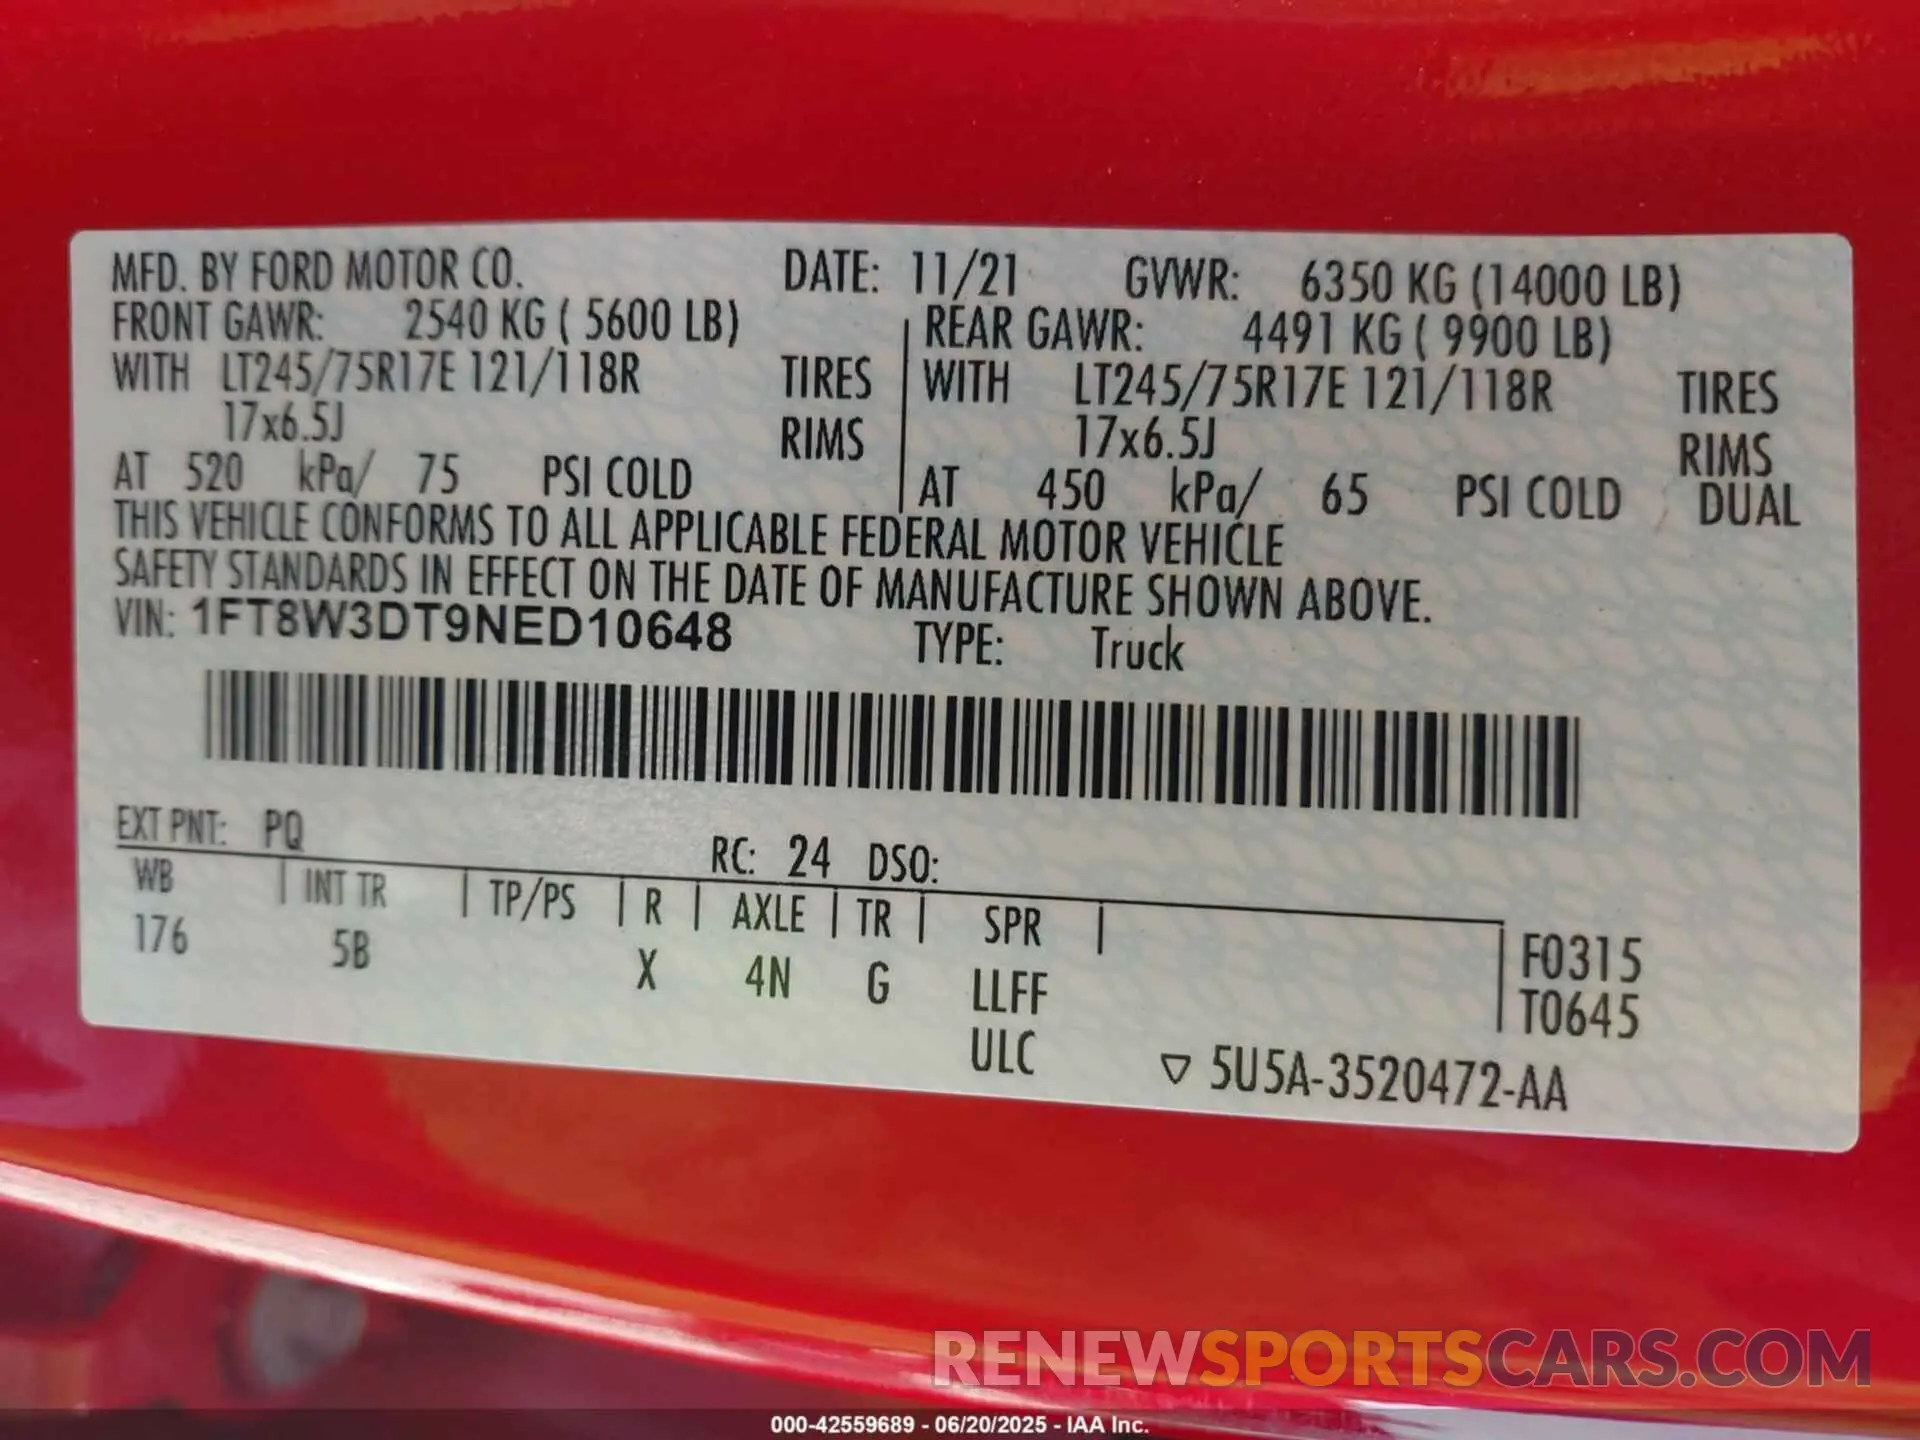 MFD. BY FORD MOTOR CO. DATE: 11/21 GVWR: 6350 KG (14000 LB)
FRONT GAWR: 2540 KG ( 5600 LB) REAR GAWR: 4491 KG ( 9900 LB)
WITH LT245/75R17E 121/118R TIRES WITH LT245/75R17E 121/118R TIRES
17x6.5J RIMS 17x6.5J RIMS
AT 520 kPa/ 75 PSI COLD AT 450 kPa/ 65 PSI COLD DUAL
THIS VEHICLE CONFORMS TO ALL APPLICABLE FEDERAL MOTOR VEHICLE
SAFETY STANDARDS IN EFFECT ON THE DATE OF MANUFACTURE SHOWN ABOVE.
VIN: 1FT8W3DT9NED10648 TYPE: Truck
EXT PNT: PQ RC: 24 DSO:
WB INT TR TP/PS R AXLE TR SPR
176 5B X 4N G LLFF F0315
ULC T0645
▽ 5U5A-3520472-AA
RENEWSPORTSCARS.COM
000-42559689 - 06/20/2025 - IAA Inc.